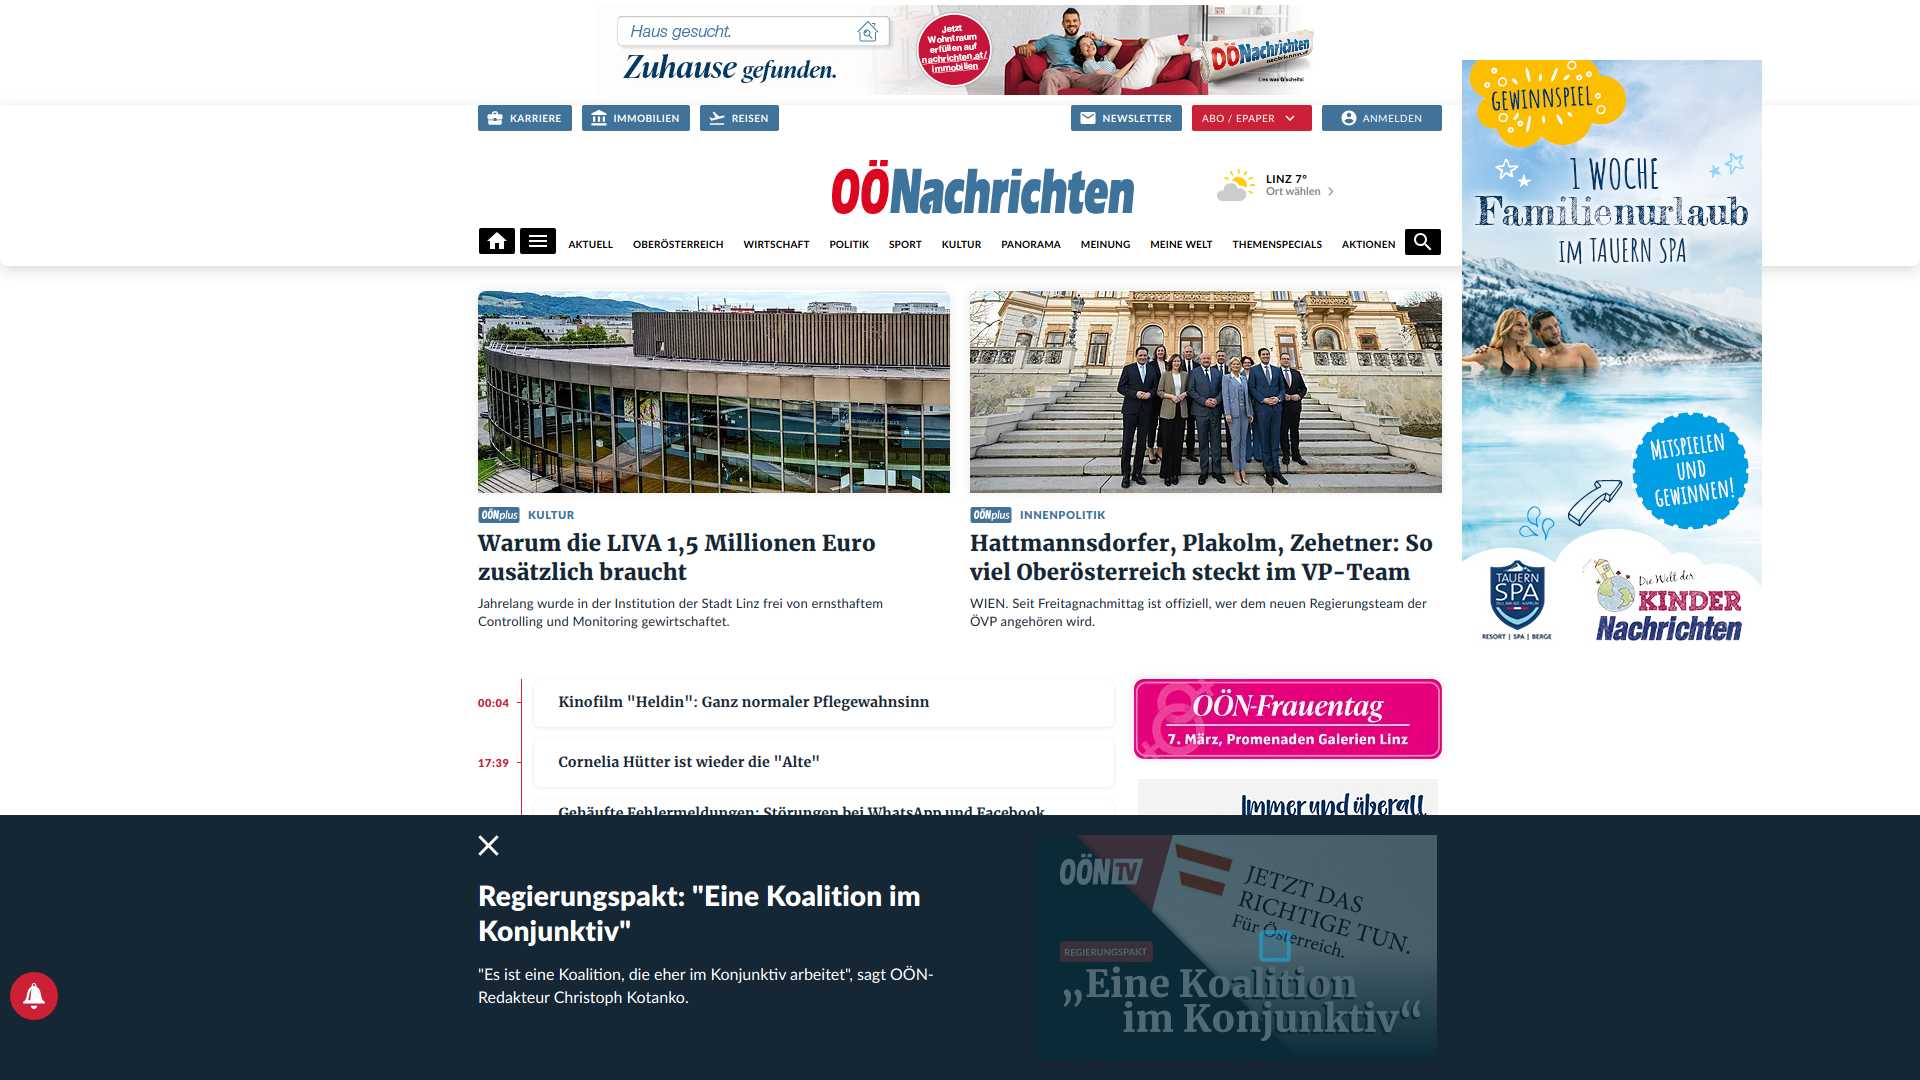 Haus gesucht.
Zuhause gefunden.
Jetzt
Wohntraum
erfüllen auf
nachrichten.at/
immobilien
OÖNachrichten
Lies was G'scheits!
KARRIERE
IMMOBILIEN
REISEN
NEWSLETTER
ABO / EPAPER
ANMELDEN
OÖNachrichten
LINZ 7°
Ort wählen
AKTUELL
OBERÖSTERREICH
WIRTSCHAFT
POLITIK
SPORT
KULTUR
PANORAMA
MEINUNG
MEINE WELT
THEMENSPECIALS
AKTIONEN
GEWINNSPIEL
1 WOCHE
Familienurlaub
IM TAUERN SPA
MITSPIELEN
UND
GEWINNEN!
TAUERN
SPA
RESORT | SPA | BERGE
Die Welt der
KINDER
Nachrichten
OÖNplus KULTUR
Warum die LIVA 1,5 Millionen Euro
zusätzlich braucht
Jahrelang wurde in der Institution der Stadt Linz frei von ernsthaftem
Controlling und Monitoring gewirtschaftet.
OÖNplus INNENPOLITIK
Hattmannsdorfer, Plakolm, Zehetner: So
viel Oberösterreich steckt im VP-Team
WIEN. Seit Freitagnachmittag ist offiziell, wer dem neuen Regierungsteam der
ÖVP angehören wird.
00:04
Kinofilm "Heldin": Ganz normaler Pflegewahnsinn
17:39
Cornelia Hütter ist wieder die "Alte"
Gehäufte Fehlermeldungen: Störungen bei WhatsApp und Facebook
OÖN-Frauentag
7. März, Promenaden Galerien Linz
Immer und überall
Regierungspakt: "Eine Koalition im
Konjunktiv"
"Es ist eine Koalition, die eher im Konjunktiv arbeitet", sagt OÖN-
Redakteur Christoph Kotanko.
OÖN TV
JETZT DAS
RICHTIGE TUN.
Für Österreich.
REGIERUNGSPAKT
„Eine Koalition
im Konjunktiv“